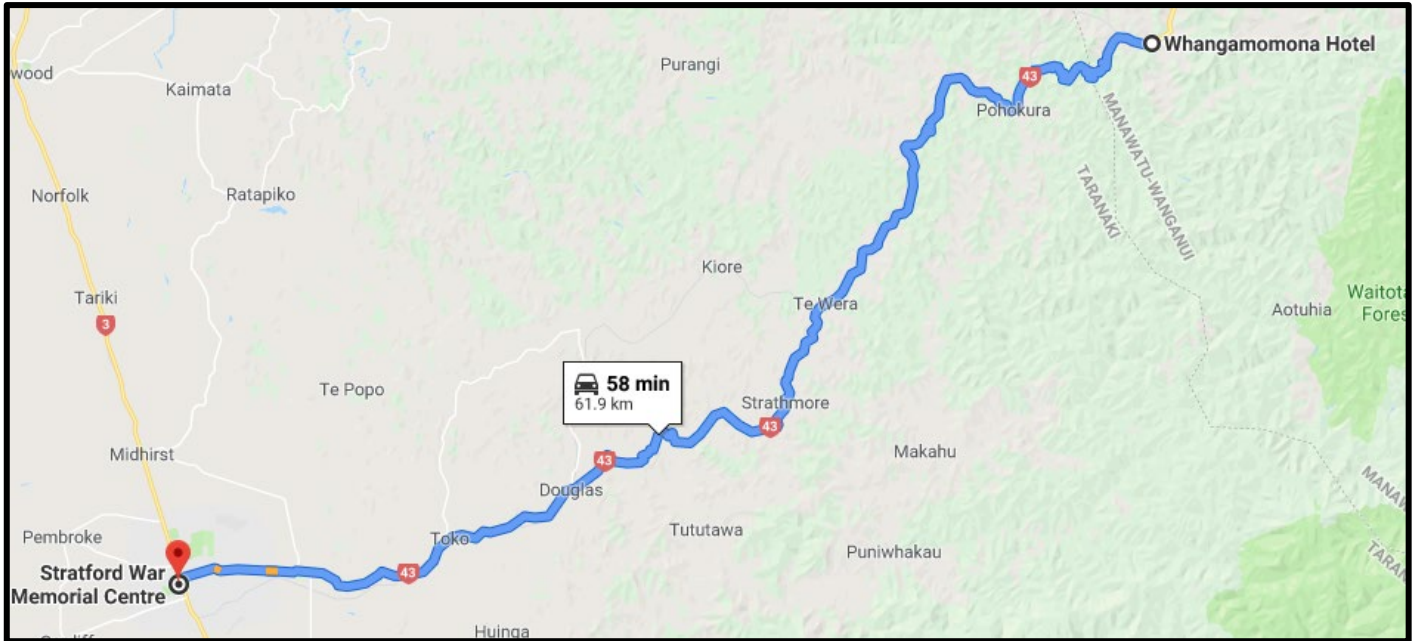 Whangamomona Hotel
Purangi
wood
43
Kaimata
Pohokura
MANAWATU-WANGANUI
TARANAKI
Norfolk
Ratapiko
Kiore
Te Wera
Tariki
3
Aotuhia
Waitota
Fores
58 min
61.9 km
Te Popo
Strathmore
43
Midhirst
43
Makahu
Douglas
Tututawa
Pembroke
Toko
Puniwhakau
43
Stratford War
Memorial Centre
Huinga
MANAW
TARAN